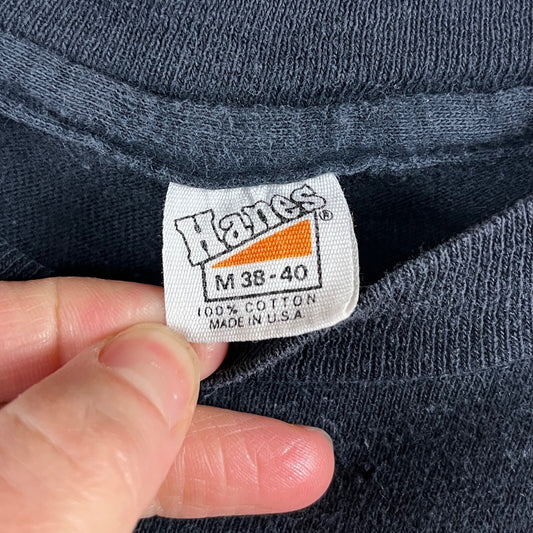 Hanes®
M 38-40
100% COTTON
MADE IN U.S.A.